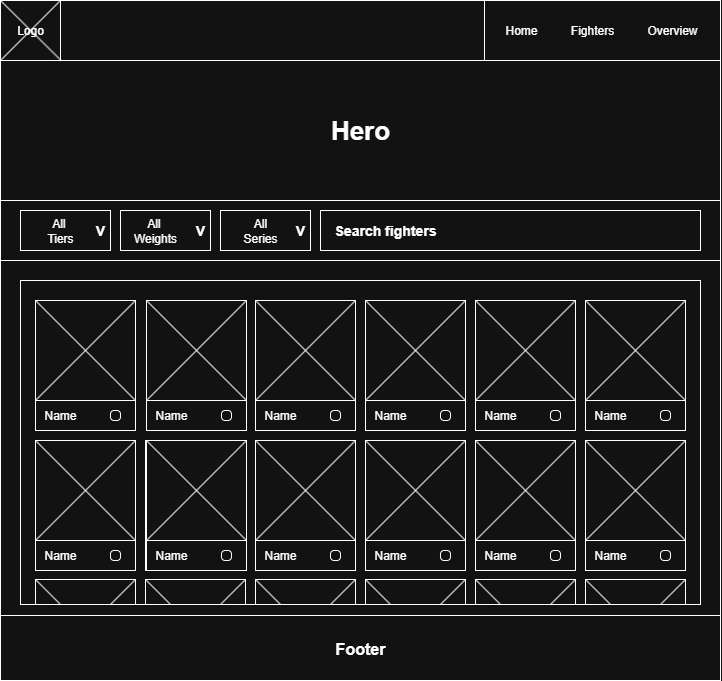 Logo
Home Fighters Overview
Hero
All
Tiers
V
All
Weights
V
All
Series
V
Search fighters
Name Name Name Name Name Name
Name Name Name Name Name Name
Footer